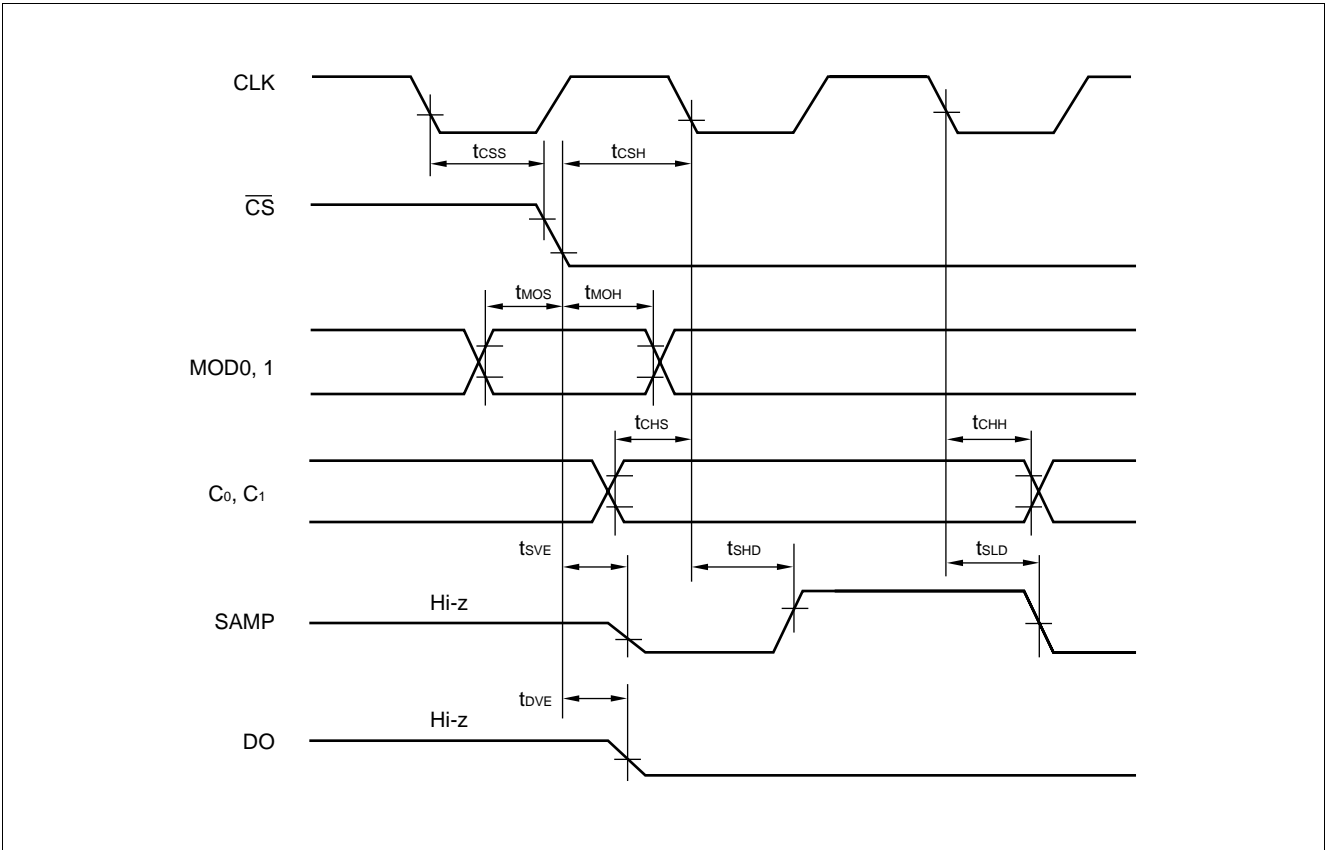 CLK
tCSS
tCSH
CS
tMOS
tMOH
MOD0, 1
tCHS
tCHH
C0, C1
tSVE
tSHD
tSLD
Hi-z
SAMP
tDVE
Hi-z
DO